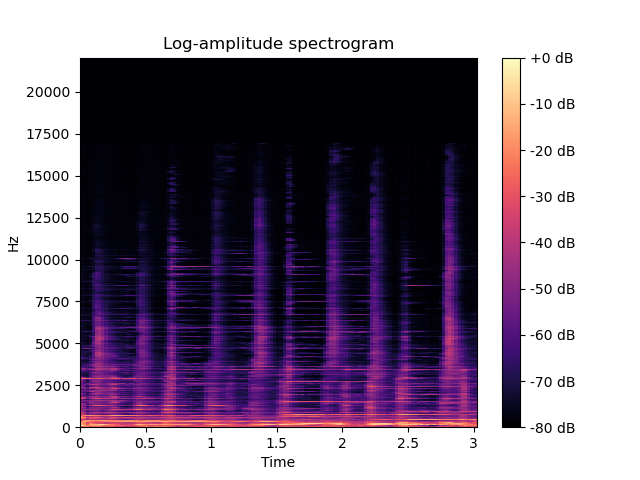 Log-amplitude spectrogram
Hz
20000
17500
15000
12500
10000
7500
5000
2500
0
0 0.5 1 1.5 2 2.5 3
Time
+0 dB
-10 dB
-20 dB
-30 dB
-40 dB
-50 dB
-60 dB
-70 dB
-80 dB